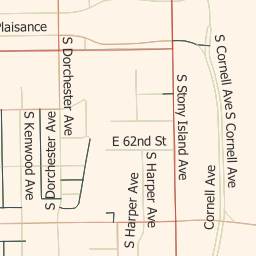 Plaisance
S Dorchester Ave
S Cornell Ave
S Cornell Ave
S Stony Island Ave
S Kenwood Ave
S Dorchester Ave
E 62nd St
S Harper Ave
S Harper Ave
Cornell Ave